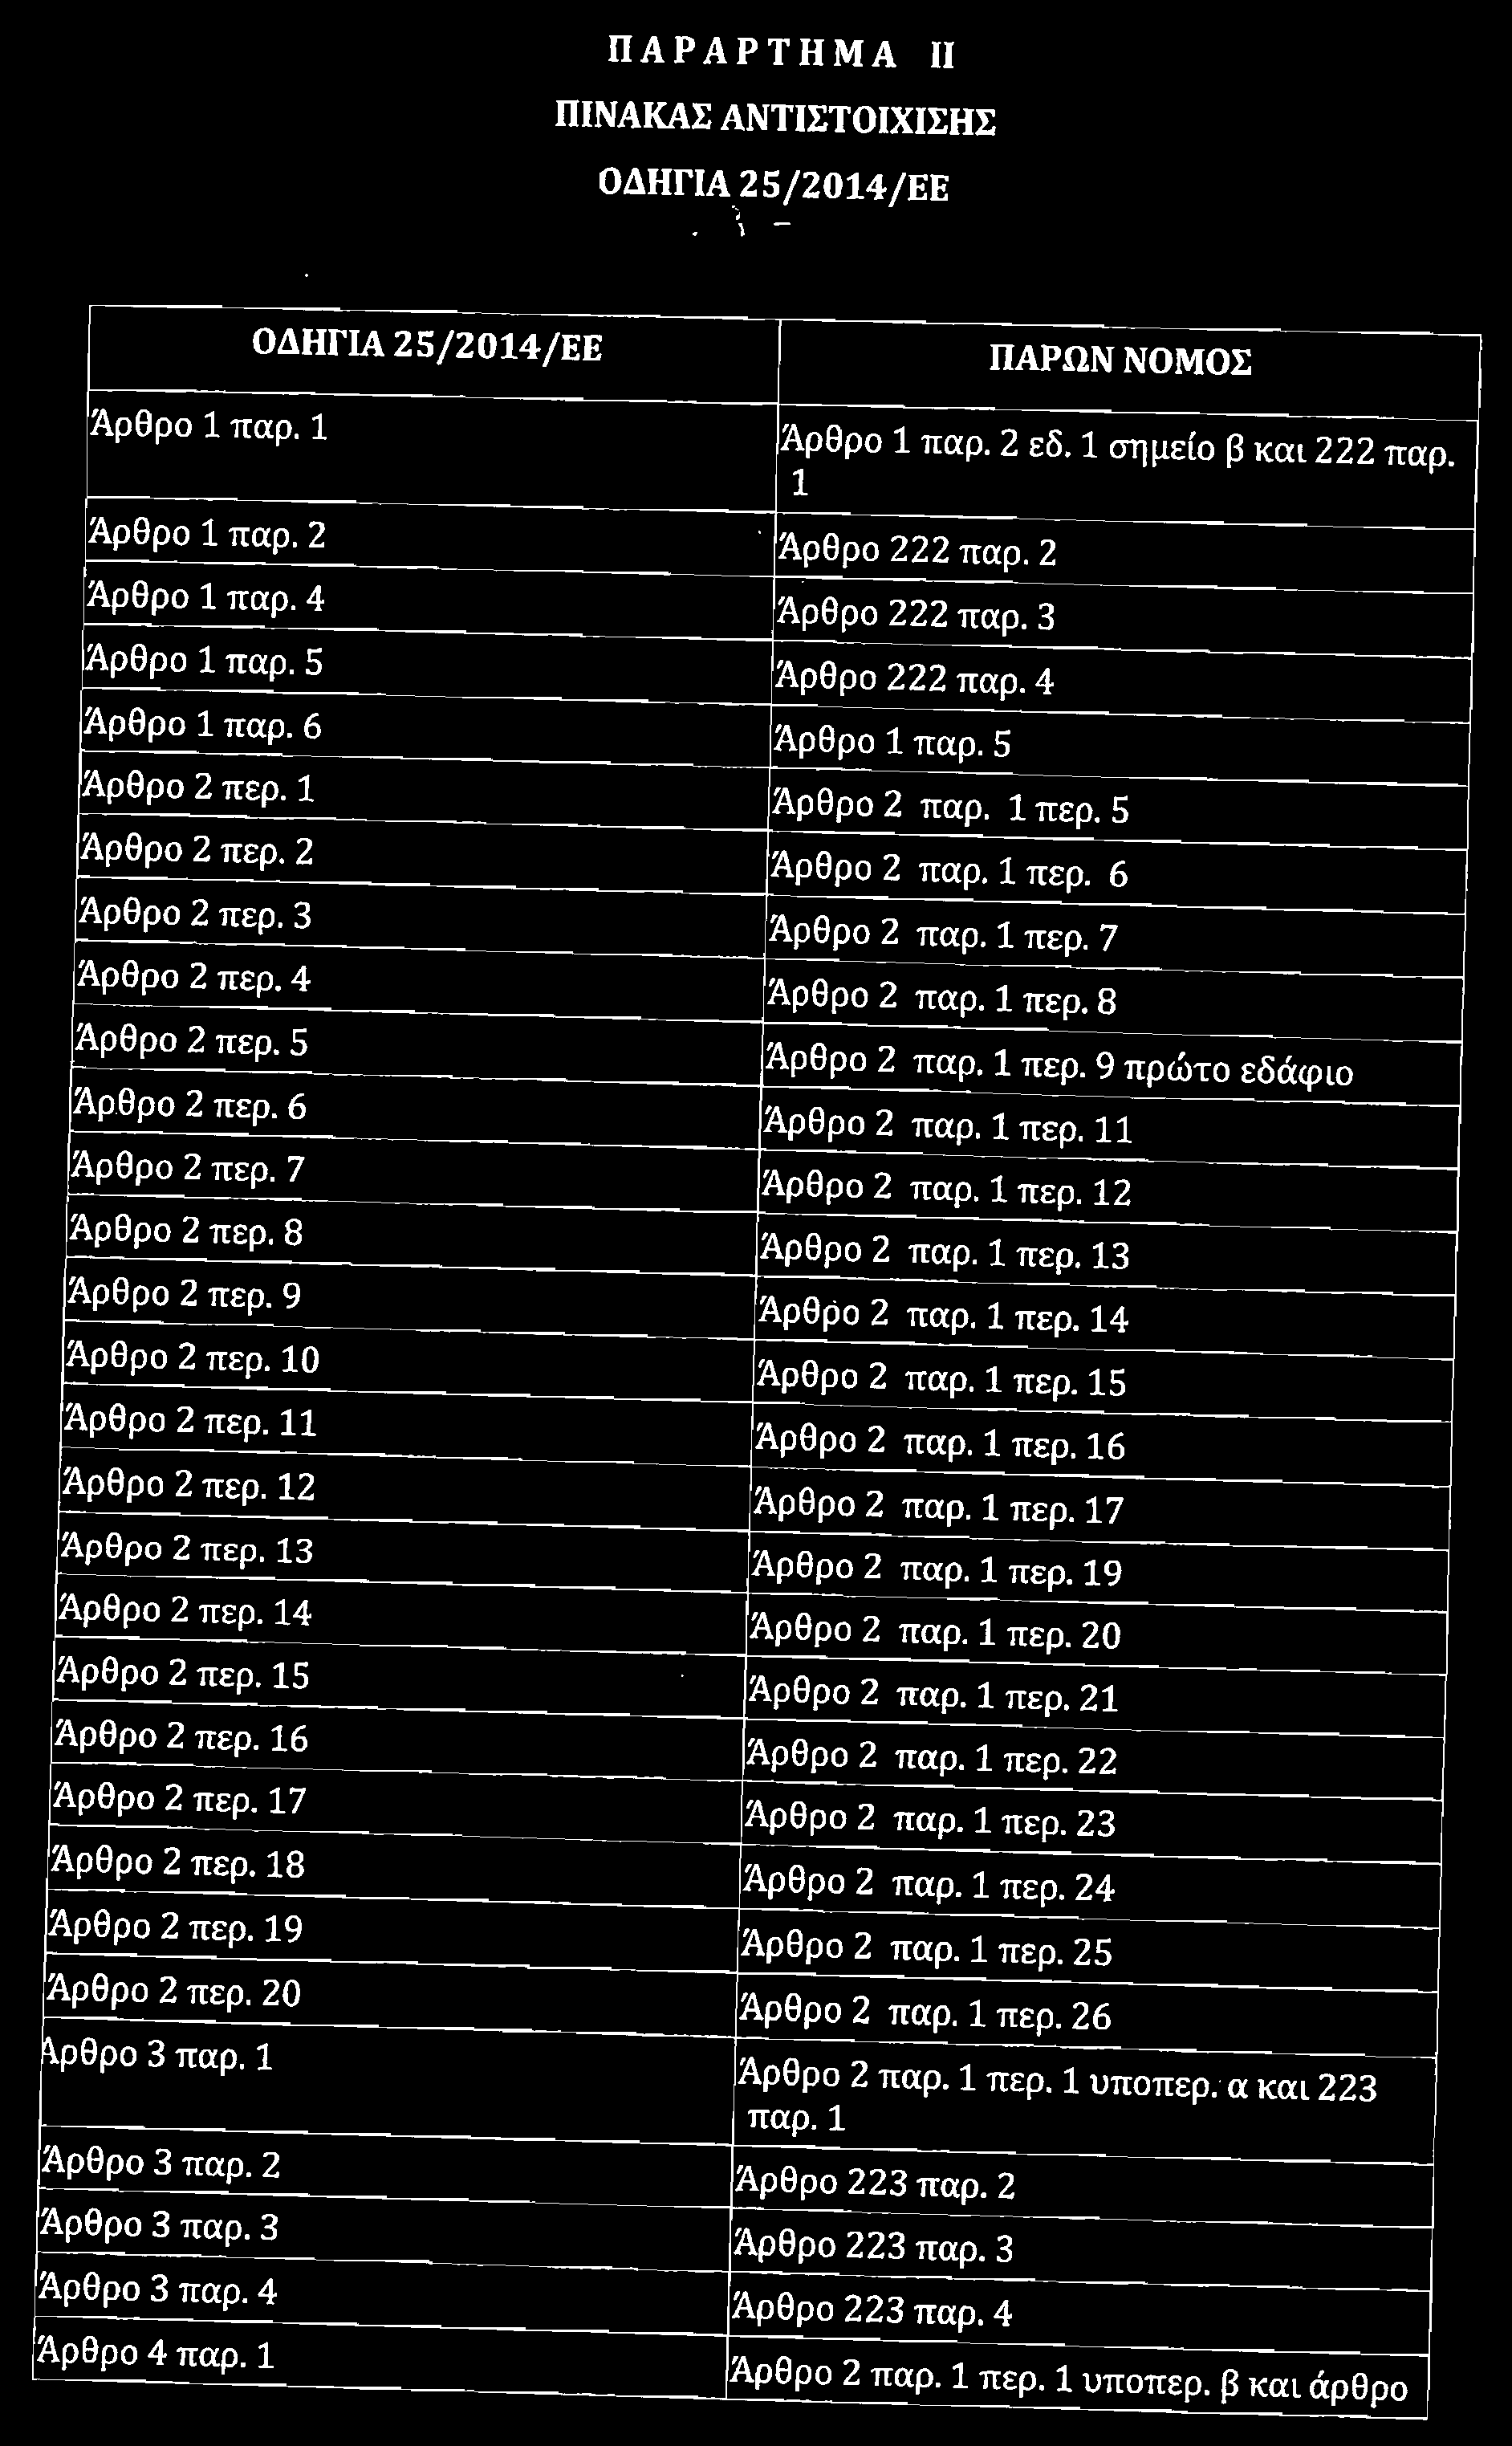 ΠΑΡΑΡΤΗΜΑ ΙΙ
ΠΙΝΑΚΑΣ ΑΝΤΙΣΤΟΙΧΙΣΗΣ
ΟΔΗΓΙΑ 25/2014/ΕΕ
ΟΔΗΓΙΑ 25/2014/ΕΕ ΠΑΡΩΝ ΝΟΜΟΣ
Άρθρο 1 παρ. 1 Άρθρο 1 παρ. 2 εδ. 1 σημείο β και 222 παρ.
1
Άρθρο 1 παρ. 2 Άρθρο 222 παρ. 2
Άρθρο 1 παρ. 4 Άρθρο 222 παρ. 3
Άρθρο 1 παρ. 5 Άρθρο 222 παρ. 4
Άρθρο 1 παρ. 6 Άρθρο 1 παρ. 5
Άρθρο 2 περ. 1 Άρθρο 2 παρ. 1 περ. 5
Άρθρο 2 περ. 2 Άρθρο 2 παρ. 1 περ. 6
Άρθρο 2 περ. 3 Άρθρο 2 παρ. 1 περ. 7
Άρθρο 2 περ. 4 Άρθρο 2 παρ. 1 περ. 8
Άρθρο 2 περ. 5 Άρθρο 2 παρ. 1 περ. 9 πρώτο εδάφιο
Άρθρο 2 περ. 6 Άρθρο 2 παρ. 1 περ. 11
Άρθρο 2 περ. 7 Άρθρο 2 παρ. 1 περ. 12
Άρθρο 2 περ. 8 Άρθρο 2 παρ. 1 περ. 13
Άρθρο 2 περ. 9 Άρθρο 2 παρ. 1 περ. 14
Άρθρο 2 περ. 10 Άρθρο 2 παρ. 1 περ. 15
Άρθρο 2 περ. 11 Άρθρο 2 παρ. 1 περ. 16
Άρθρο 2 περ. 12 Άρθρο 2 παρ. 1 περ. 17
Άρθρο 2 περ. 13 Άρθρο 2 παρ. 1 περ. 19
Άρθρο 2 περ. 14 Άρθρο 2 παρ. 1 περ. 20
Άρθρο 2 περ. 15 Άρθρο 2 παρ. 1 περ. 21
Άρθρο 2 περ. 16 Άρθρο 2 παρ. 1 περ. 22
Άρθρο 2 περ. 17 Άρθρο 2 παρ. 1 περ. 23
Άρθρο 2 περ. 18 Άρθρο 2 παρ. 1 περ. 24
Άρθρο 2 περ. 19 Άρθρο 2 παρ. 1 περ. 25
Άρθρο 2 περ. 20 Άρθρο 2 παρ. 1 περ. 26
Άρθρο 3 παρ. 1 Άρθρο 2 παρ. 1 περ. 1 υποπερ. α και 223
παρ. 1
Άρθρο 3 παρ. 2 Άρθρο 223 παρ. 2
Άρθρο 3 παρ. 3 Άρθρο 223 παρ. 3
Άρθρο 3 παρ. 4 Άρθρο 223 παρ. 4
Άρθρο 4 παρ. 1 Άρθρο 2 παρ. 1 περ. 1 υποπερ. β και άρθρο